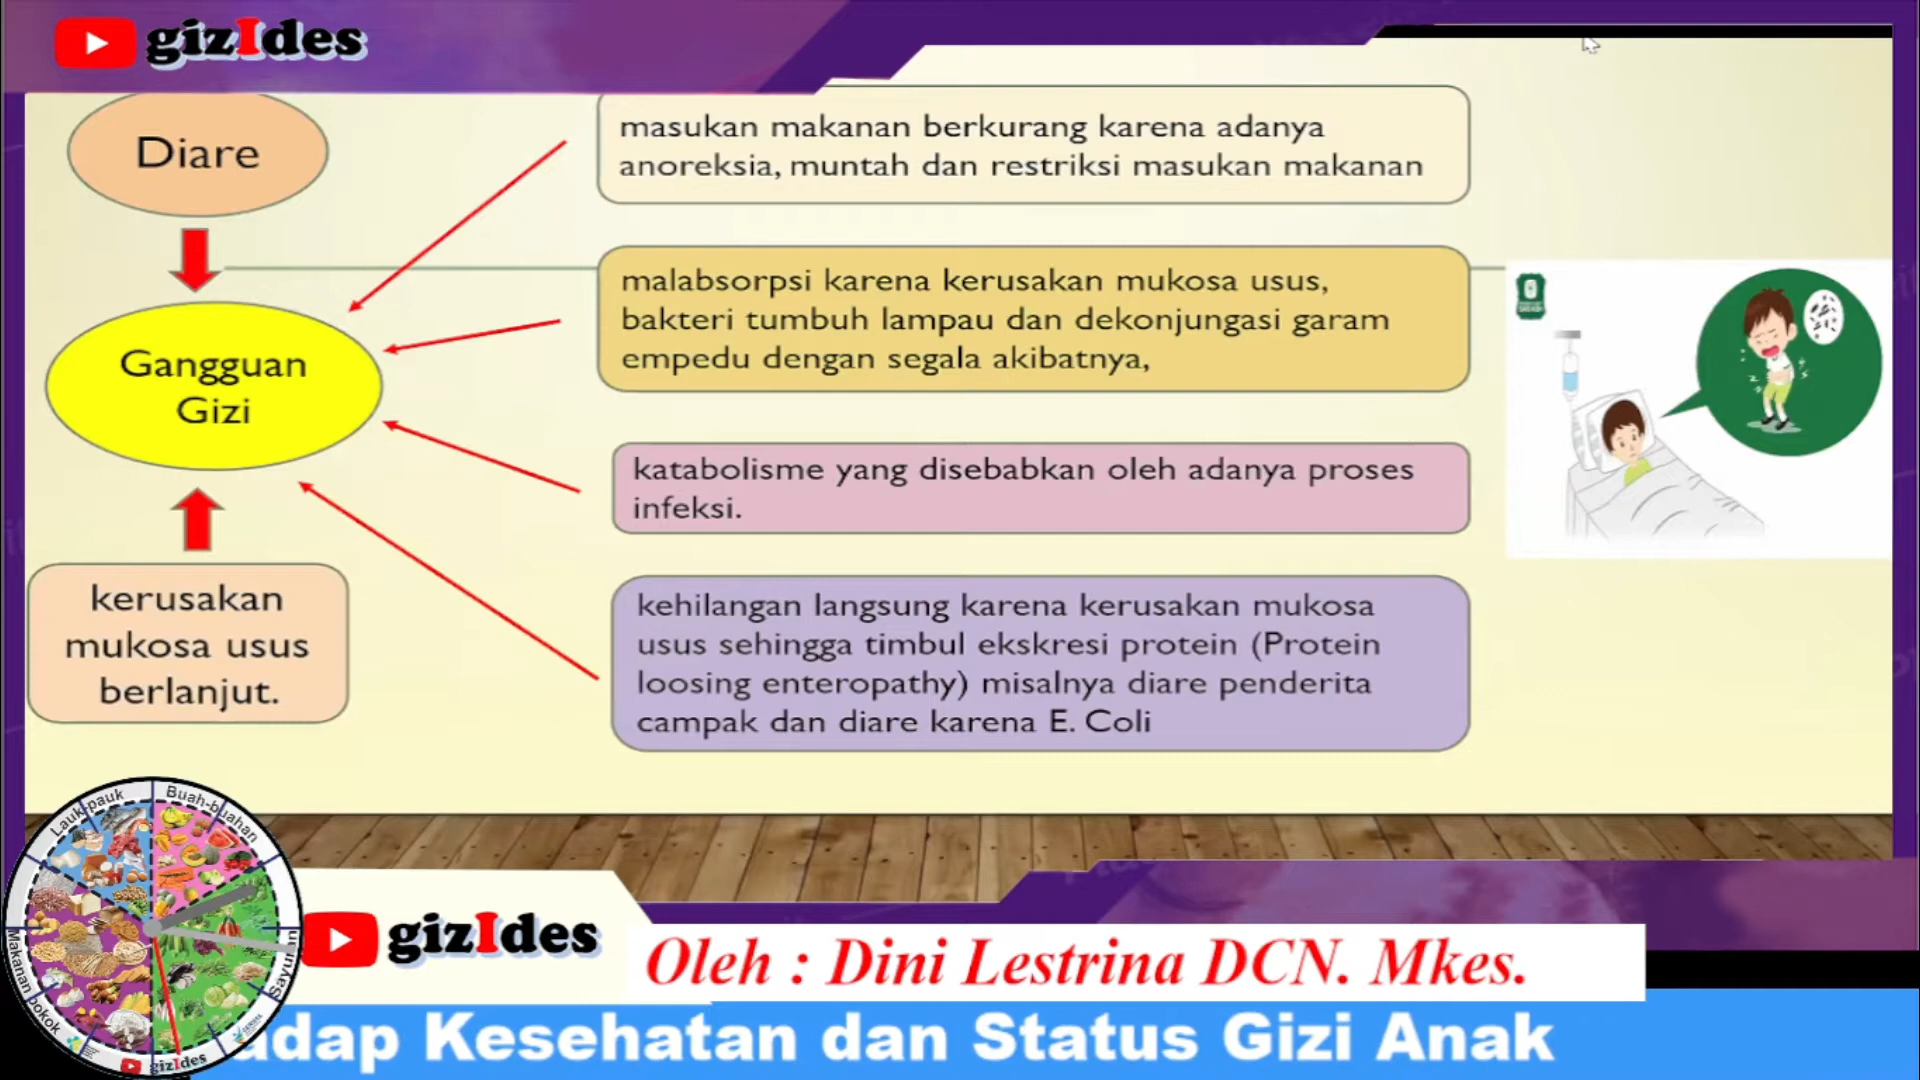 gizIdes
Diare
masukan makanan berkurang karena adanya
anoreksia, muntah dan restriksi masukan makanan
malabsorpsi karena kerusakan mukosa usus,
bakteri tumbuh lampau dan dekonjungasi garam
empedu dengan segala akibatnya,
Gangguan
Gizi
katabolisme yang disebabkan oleh adanya proses
infeksi.
kerusakan
mukosa usus
berlanjut.
kehilangan langsung karena kerusakan mukosa
usus sehingga timbul ekskresi protein (Protein
loosing enteropathy) misalnya diare penderita
campak dan diare karena E. Coli
Lauk-pauk
Buah-buahan
Makanan pokok
Sayuran
gizIdes
gizIdes
Oleh : Dini Lestrina DCN. Mkes.
adap Kesehatan dan Status Gizi Anak